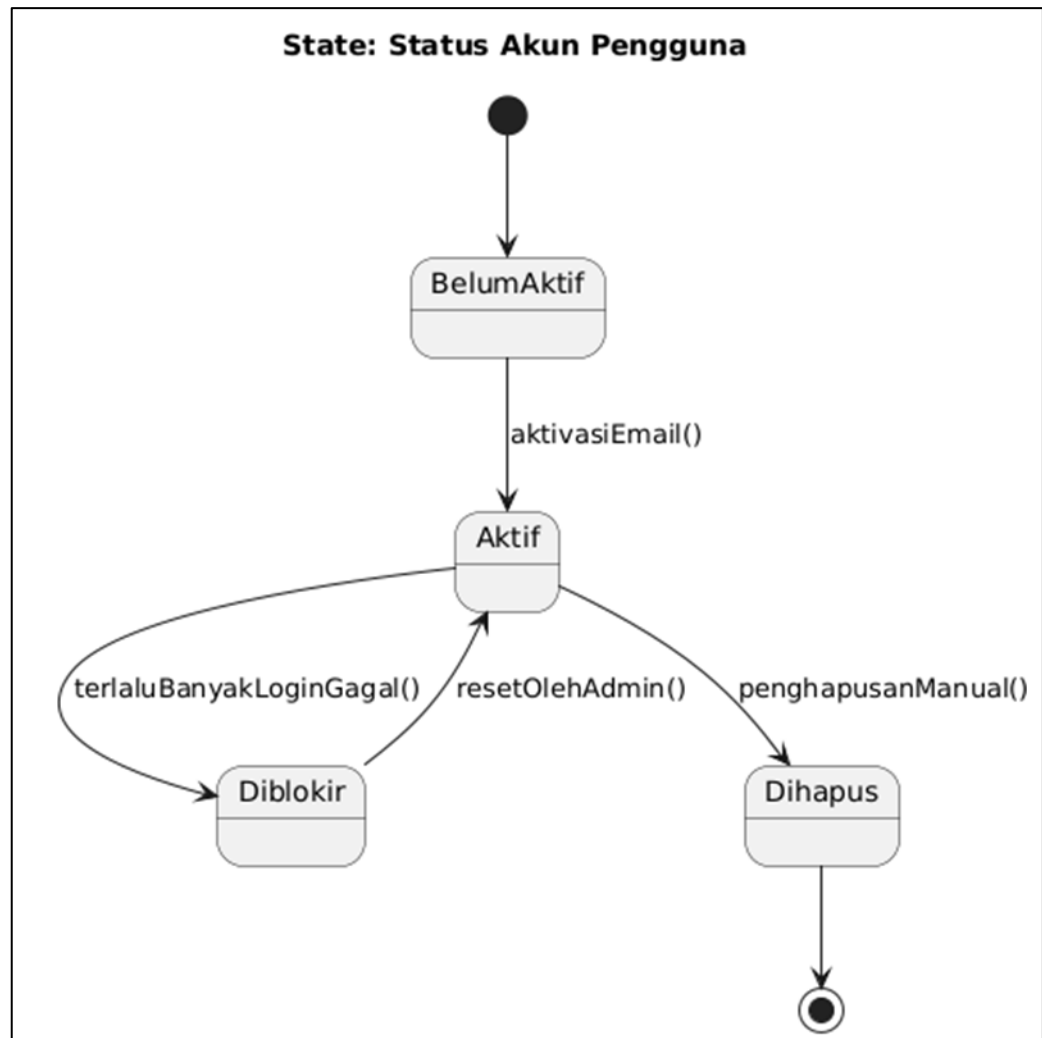 State: Status Akun Pengguna
BelumAktif
aktivasiEmail()
Aktif
terlaluBanyakLoginGagal()
resetOlehAdmin()
penghapusanManual()
Diblokir
Dihapus